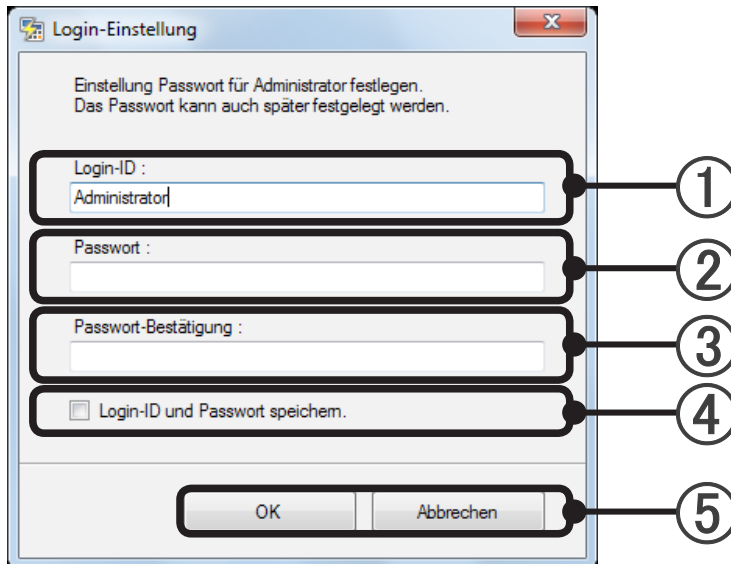 Login-Einstellung
Einstellung Passwort für Administrator festlegen.
Das Passwort kann auch später festgelegt werden.
Login-ID :
Administrator
①
Passwort :
②
Passwort-Bestätigung :
③
Login-ID und Passwort speichern.
④
OK
Abbrechen
⑤